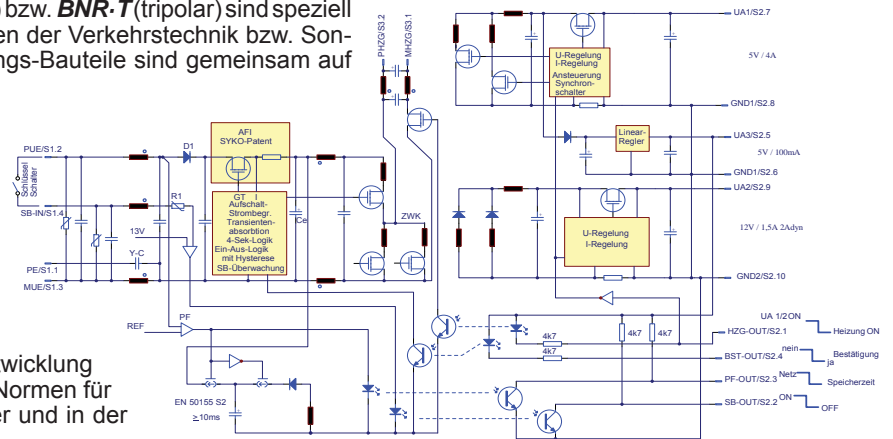 ) bzw. BNR·T (tripolar) sind speziell
en der Verkehrstechnik bzw. Son-
ngs-Bauteile sind gemeinsam auf
PHZG/S3.2
MHZG/S3.1
UA1/S2.7
U-Regelung
I-Regelung
Ansteuerung
Synchron-
schalter
5V / 4A
GND1/S2.8
Linear-
Regler
UA3/S2.5
5V / 100mA
GND1/S2.6
UA2/S2.9
12V / 1,5A 2Adyn
U-Regelung
I-Regelung
GND2/S2.10
AFI
SYKO-Patent
PUE/S1.2
D1
Schlüssel
Schalter
R1
SB-IN/S1.4
13V
Y-C
PE/S1.1
MUE/S1.3
GT I
Aufschalt-
Strombegr.
Transienten-
absorbtion
4-Sek-Logik
Ein-Aus-Logik
mit Hysterese
SB-Überwachung
Ce
ZWK
REF
PF
EN 50155 S2
≥10ms
4k7
4k7
4k7
4k7
UA 1/2ON
HZG-OUT/S2.1
Heizung ON
BST-OUT/S2.4
nein
ja
Bestätigung
PF-OUT/S2.3
Netz
Speicherzeit
SB-OUT/S2.2
ON
OFF
twicklung
Normen für
er und in der